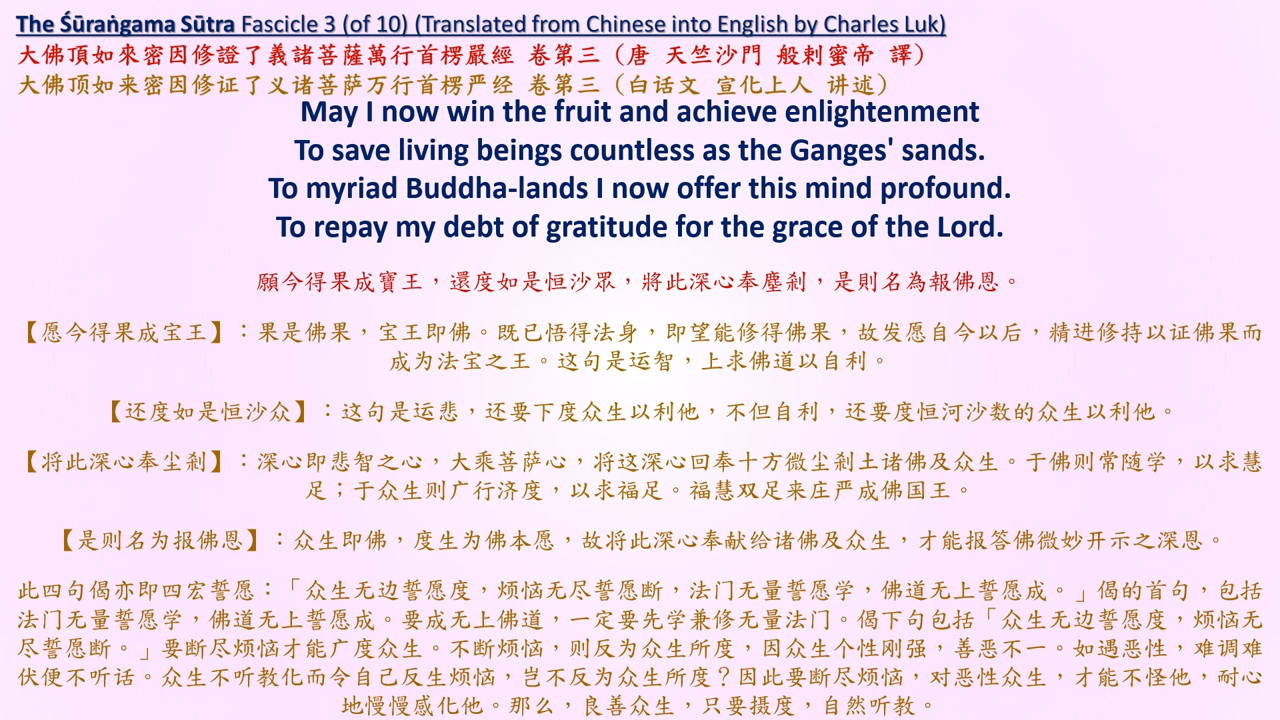 The Śūraṅgama Sūtra Fascicle 3 (of 10) (Translated from Chinese into English by Charles Luk)
大佛頂如來密因修證了義諸菩薩萬行首楞嚴經 卷第三（唐 天竺沙門 般剌蜜帝 譯）
大佛顶如来密因修证了义诸菩萨万行首楞严经 卷第三（白话文 宣化上人 讲述）
May I now win the fruit and achieve enlightenment
To save living beings countless as the Ganges' sands.
To myriad Buddha-lands I now offer this mind profound.
To repay my debt of gratitude for the grace of the Lord.
願今得果成寶王，還度如是恒沙眾，將此深心奉塵剎，是則名為報佛恩。
【愿今得果成宝王】：果是佛果，宝王即佛。既已悟得法身，即望能修得佛果，故发愿自今以后，精进修持以证佛果而
成为法宝之王。这句是运智，上求佛道以自利。
【还度如是恒沙众】：这句是运悲，还要下度众生以利他，不但自利，还要度恒河沙数的众生以利他。
【将此深心奉尘刹】：深心即悲智之心，大乘菩萨心，将这深心回奉十方微尘刹土诸佛及众生。于佛则常随学，以求慧
足；于众生则广行济度，以求福足。福慧双足来庄严成佛国王。
【是则名为报佛恩】：众生即佛，度生为佛本愿，故将此深心奉献给诸佛及众生，才能报答佛微妙开示之深恩。
此四句偈亦即四宏誓愿：「众生无边誓愿度，烦恼无尽誓愿断，法门无量誓愿学，佛道无上誓愿成。」偈的首句，包括
法门无量誓愿学，佛道无上誓愿成。要成无上佛道，一定要先学兼修无量法门。偈下句包括「众生无边誓愿度，烦恼无
尽誓愿断。」要断尽烦恼才能广度众生。不断烦恼，则反为众生所度，因众生个性刚强，善恶不一。如遇恶性，难调难
伏便不听话。众生不听教化而令自己反生烦恼，岂不反为众生所度？因此要断尽烦恼，对恶性众生，才能不怪他，耐心
地慢慢感化他。那么，良善众生，只要摄度，自然听教。